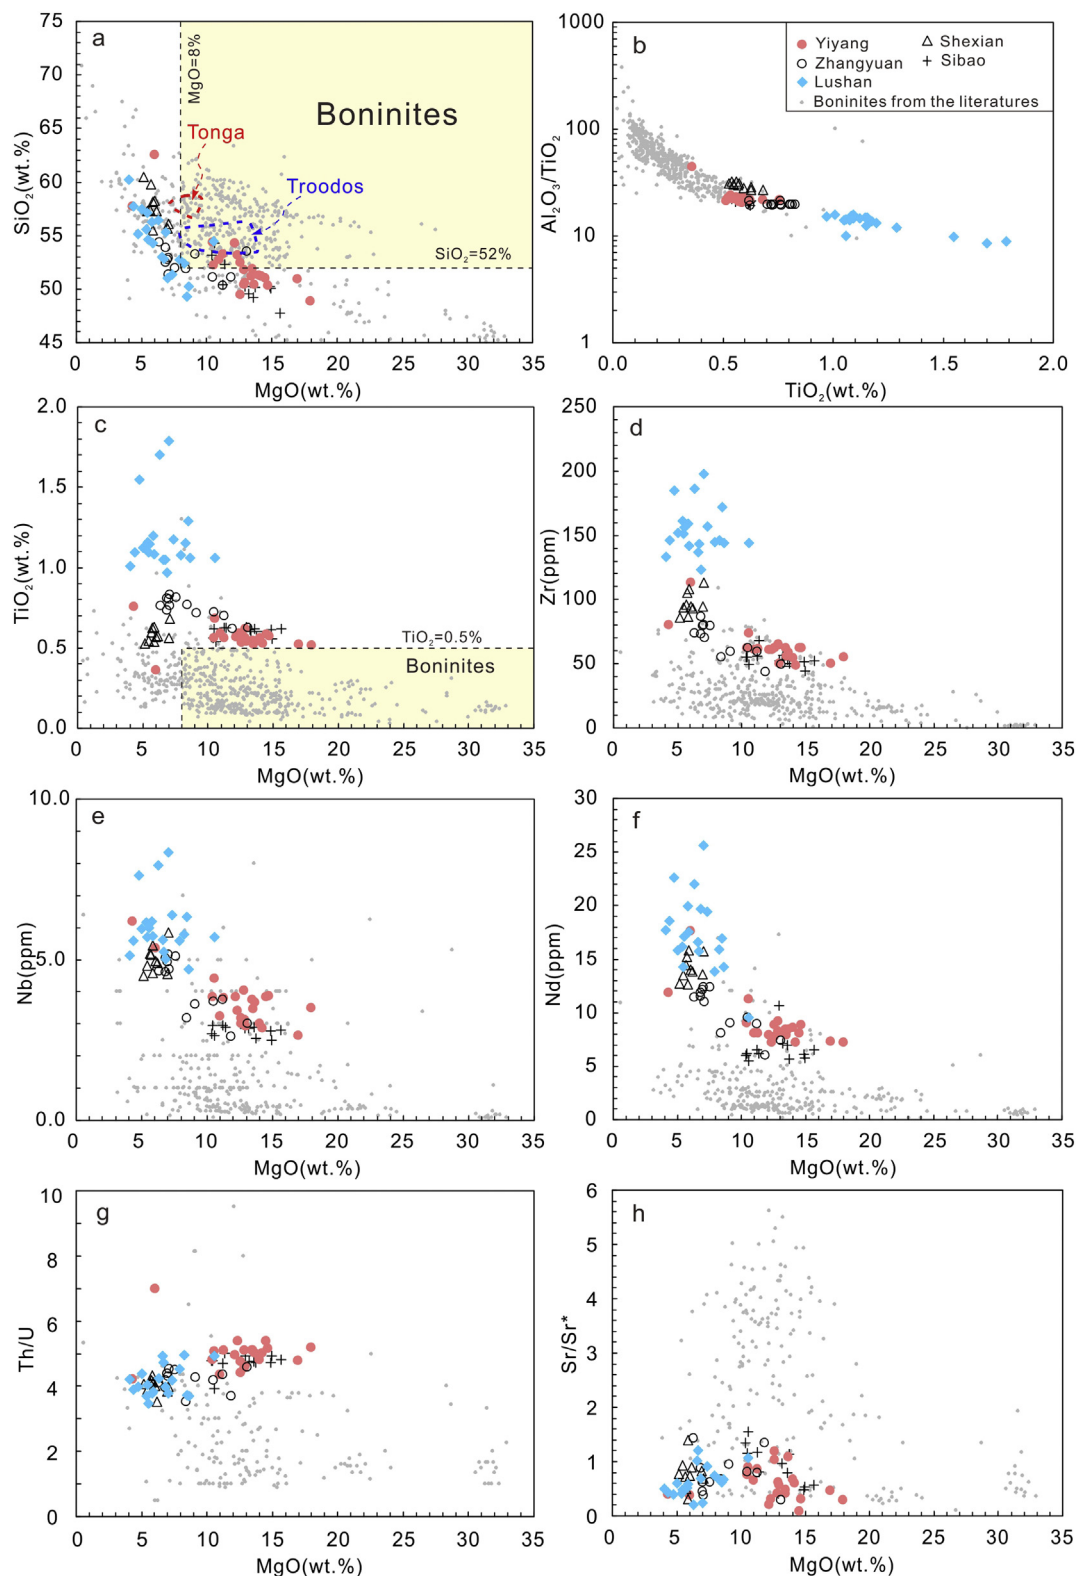 a
75
70
65
60
55
50
45
SiO₂(wt.%)
MgO=8%
Boninites
Tonga
Troodos
SiO₂=52%
0 5 10 15 20 25 30 35
MgO(wt.%)
b
1000
100
10
1
Al₂O₃/TiO₂
Yiyang
Shexian
Zhangyuan
Sibao
Lushan
Boninites from the literatures
0.0 0.5 1.0 1.5 2.0
TiO₂(wt.%)
c
2.0
1.5
1.0
0.5
0.0
TiO₂(wt.%)
TiO₂=0.5%
Boninites
0 5 10 15 20 25 30 35
MgO(wt.%)
d
250
200
150
100
50
0
Zr(ppm)
0 5 10 15 20 25 30 35
MgO(wt.%)
e
10.0
5.0
0.0
Nb(ppm)
0 5 10 15 20 25 30 35
MgO(wt.%)
f
30
25
20
15
10
5
0
Nd(ppm)
0 5 10 15 20 25 30 35
MgO(wt.%)
g
10
8
6
4
2
0
Th/U
0 5 10 15 20 25 30 35
MgO(wt.%)
h
6
5
4
3
2
1
0
Sr/Sr*
0 5 10 15 20 25 30 35
MgO(wt.%)